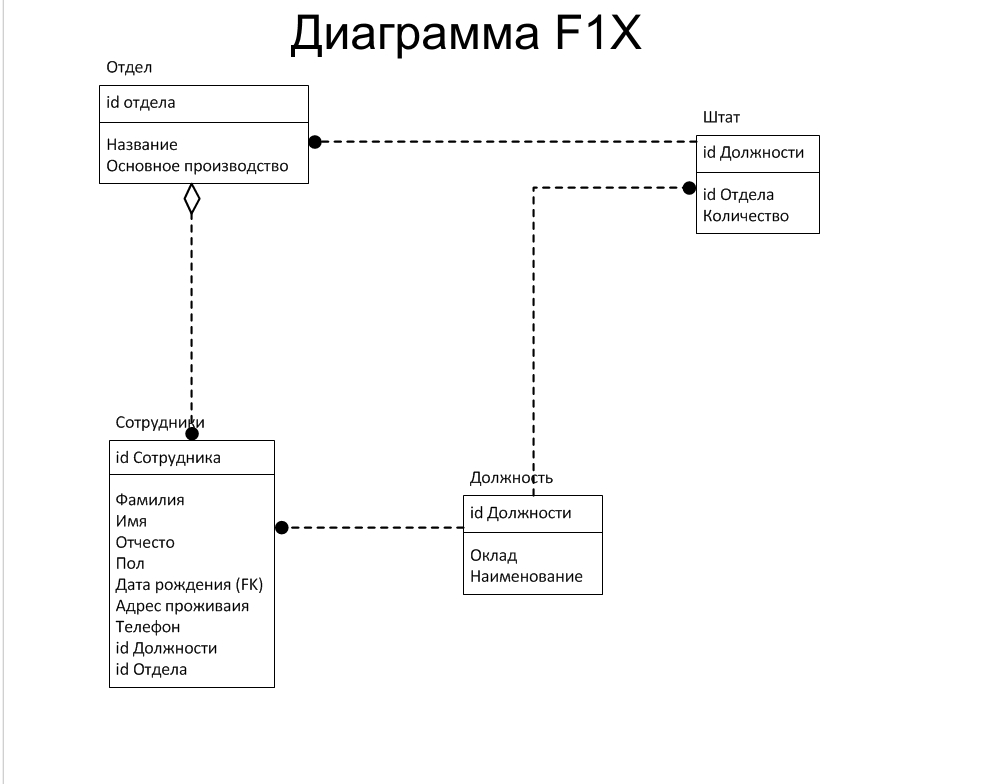 Диаграмма F1X
Отдел
id отдела
Название
Основное производство
Штат
id Должности
id Отдела
Количество
Сотрудники
id Сотрудника
Фамилия
Имя
Отчесто
Пол
Дата рождения (FK)
Адрес проживаия
Телефон
id Должности
id Отдела
Должность
id Должности
Оклад
Наименование